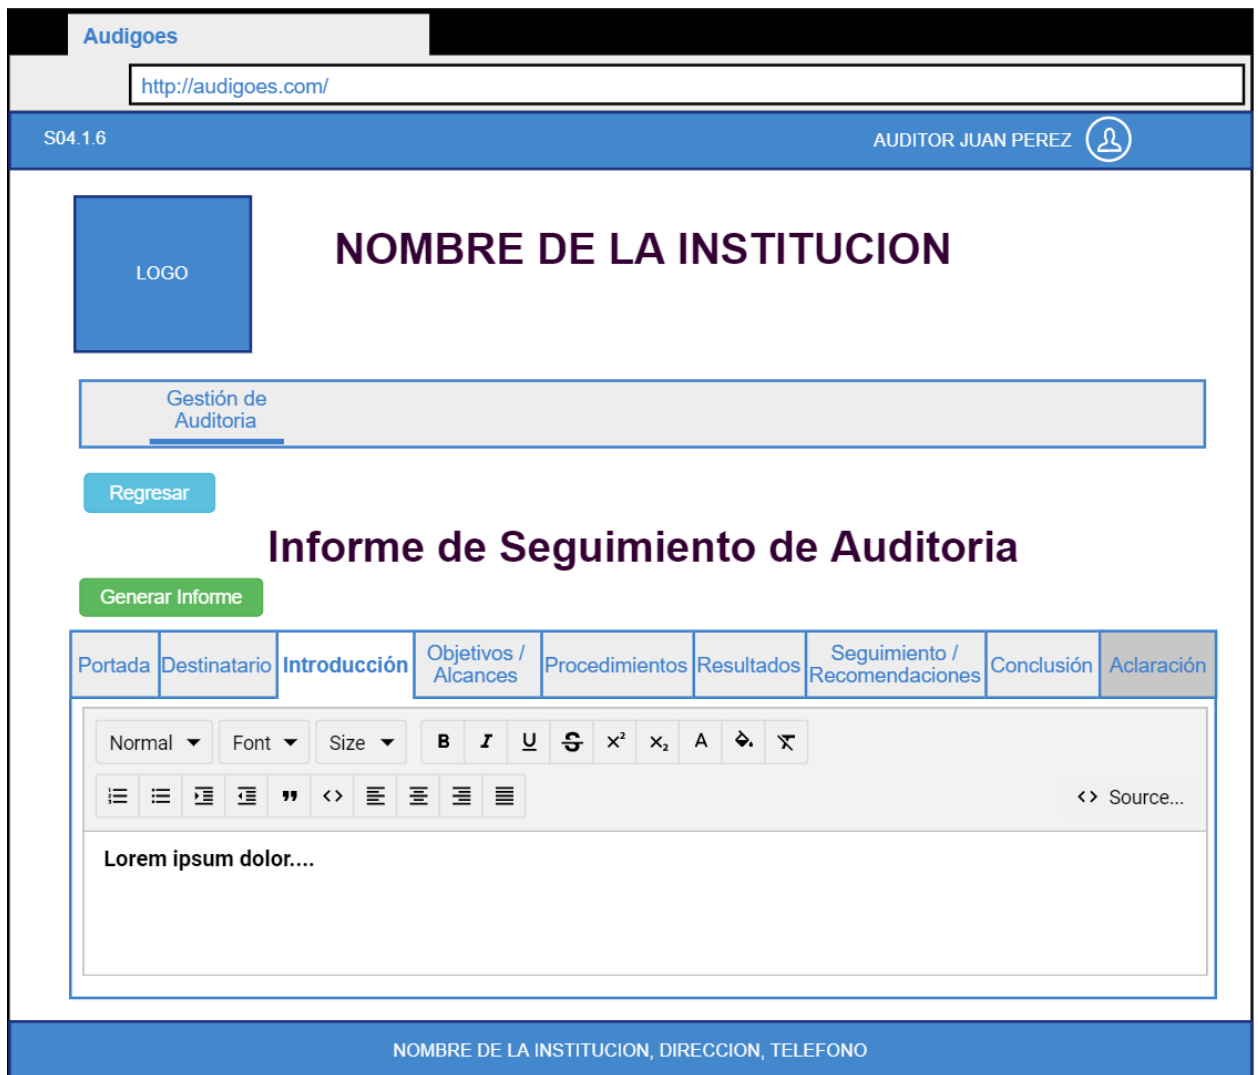 Audigoes
http://audigoes.com/
S04.1.6
AUDITOR JUAN PEREZ
LOGO
NOMBRE DE LA INSTITUCION
Gestión de
Auditoria
Regresar
Informe de Seguimiento de Auditoria
Generar Informe
Portada
Destinatario
Introducción
Objetivos /
Alcances
Procedimientos
Resultados
Seguimiento /
Recomendaciones
Conclusión
Aclaración
Normal
Font
Size
B I U S x² x₂ A
<> Source...
Lorem ipsum dolor....
NOMBRE DE LA INSTITUCION, DIRECCION, TELEFONO